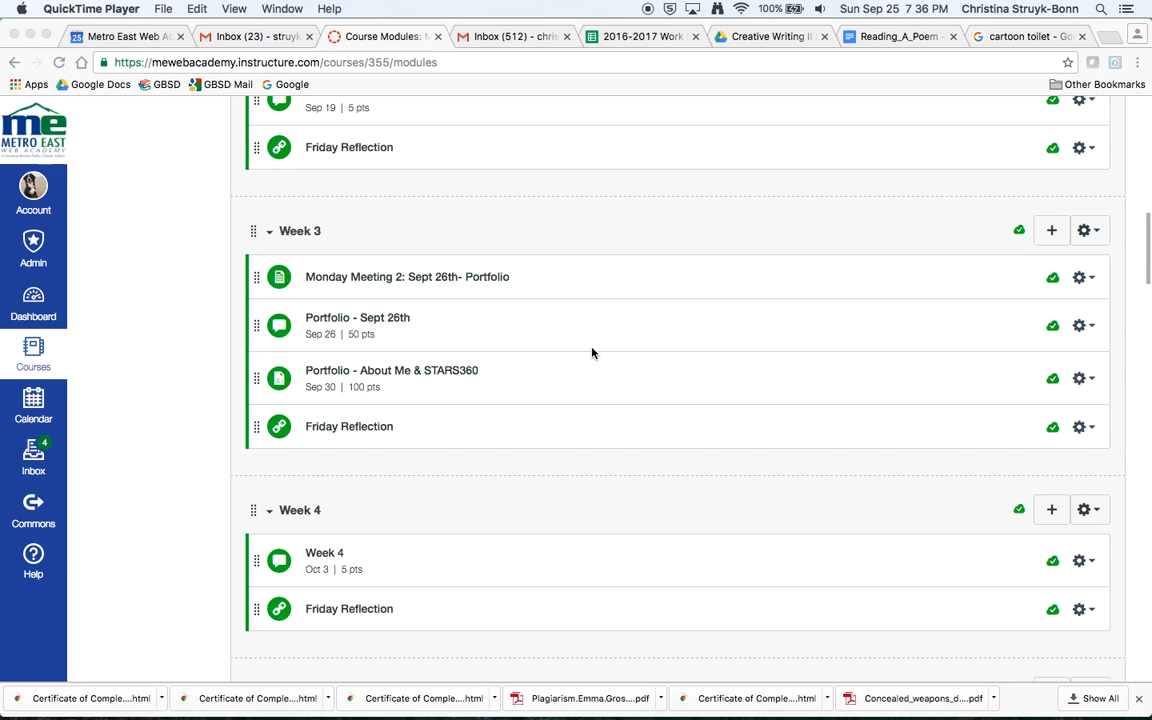 QuickTime Player File Edit View Window Help 100% Sun Sep 25 7 36 PM Christina Struyk-Bonn
25 Metro East Web Ac Inbox (23) - struyk Course Modules: M Inbox (512) - chris 2016-2017 Work Creative Writing II Reading_A_Poem - cartoon toilet - Go
https://mewebacademy.instructure.com/courses/355/modules
Apps Google Docs GBSD GBSD Mail Google Other Bookmarks
me
METRO EAST
WEB ACADEMY
Account
Admin
Dashboard
Courses
Calendar
4
Inbox
Commons
Help
Sep 19 | 5 pts
Friday Reflection
Week 3
Monday Meeting 2: Sept 26th- Portfolio
Portfolio - Sept 26th
Sep 26 | 50 pts
Portfolio - About Me & STARS360
Sep 30 | 100 pts
Friday Reflection
Week 4
Week 4
Oct 3 | 5 pts
Friday Reflection
Certificate of Comple....html Certificate of Comple....html Certificate of Comple....html Plagiarism.Emma.Gros....pdf Certificate of Comple....html Concealed_weapons_d....pdf Show All